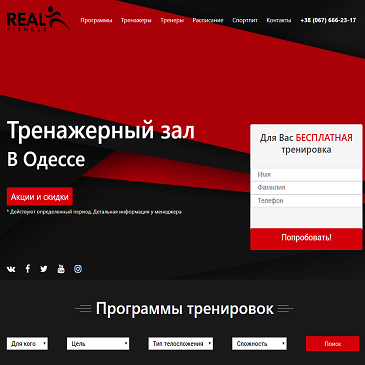 REAL
FITNESS
Программы Тренажеры Тренеры Расписание Спортпит Контакты +38 (067) 666-23-17
Тренажерный зал
В Одессе
Акции и скидки
* Действуют определенный период. Детальная информация у менеджера
Для Вас БЕСПЛАТНАЯ
тренировка
Имя
Фамилия
Телефон
Попробовать!
Программы тренировок
Для кого Цель Тип телосложения Сложность Поиск